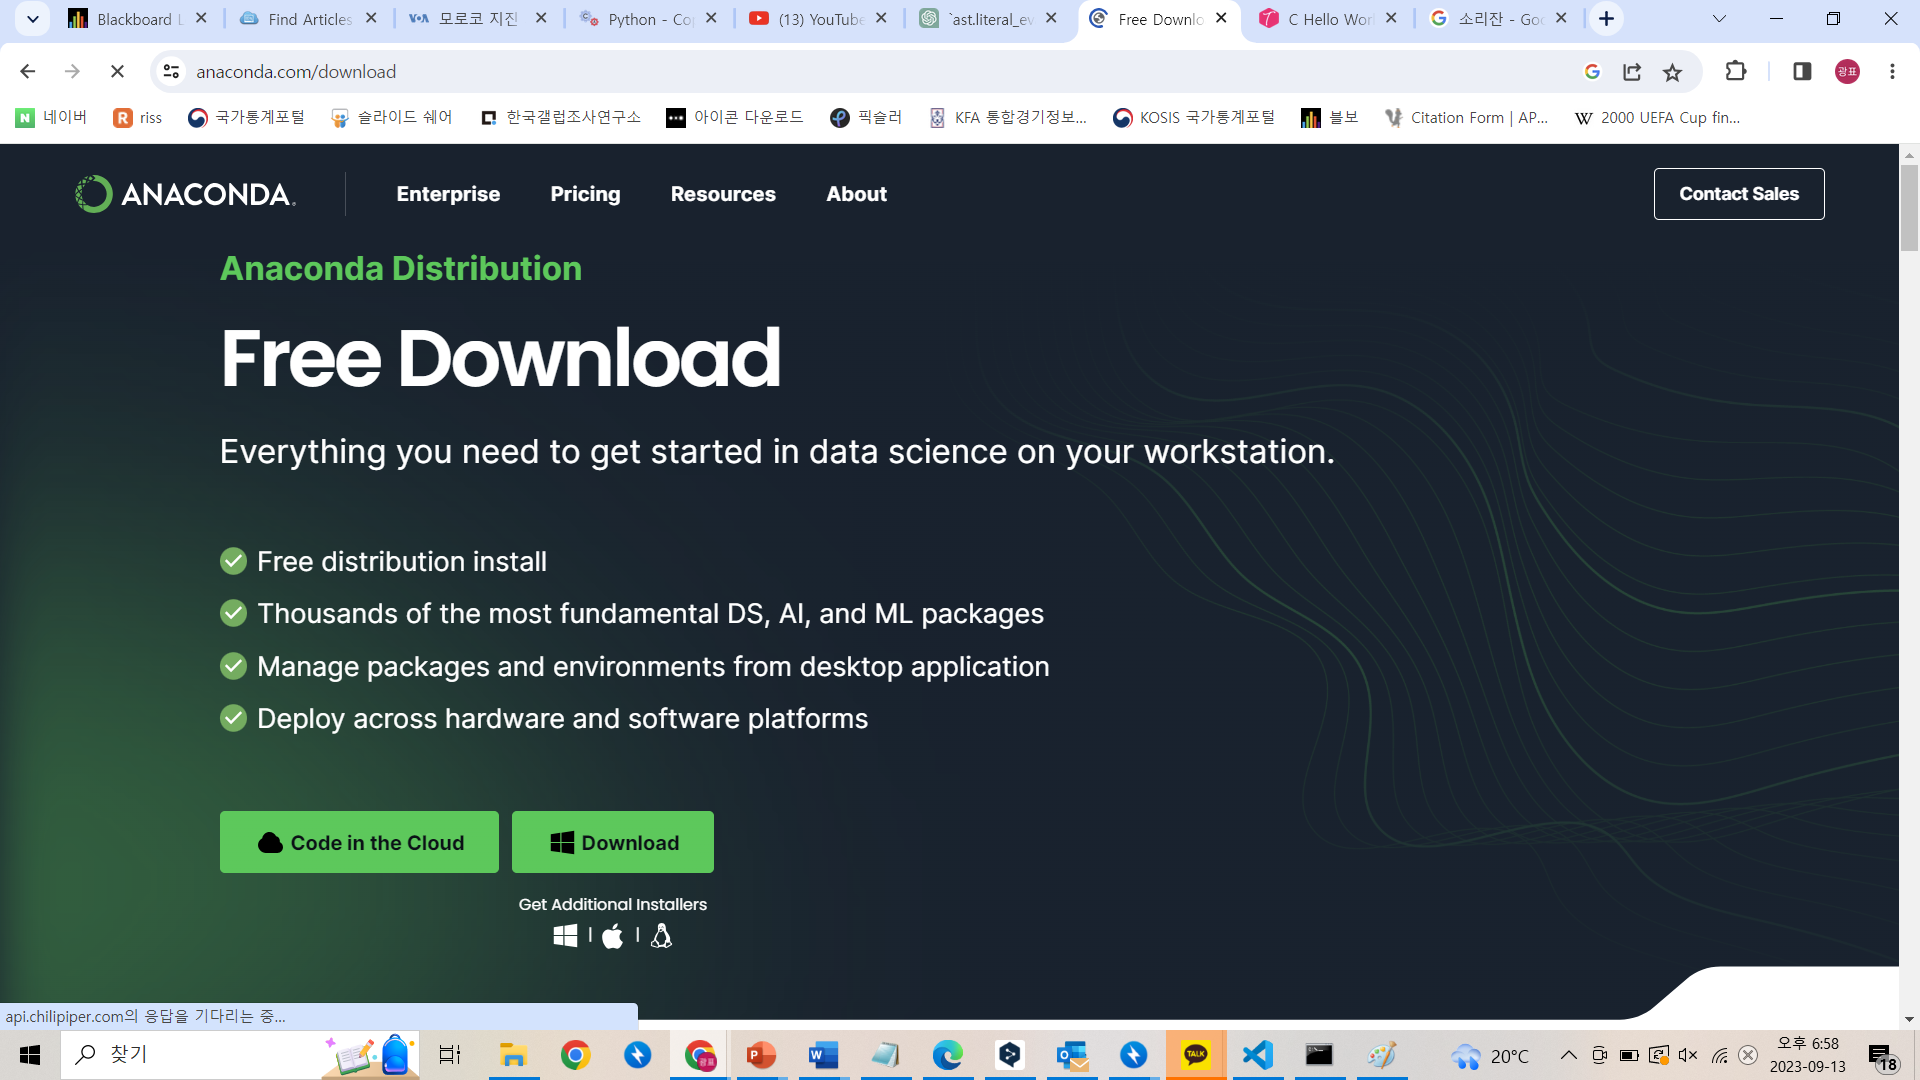 Blackboard L
Find Articles
모로코 지진
Python - Co
(13) YouTube
`ast.literal_ev
Free Downlo
C Hello Wor
소리잔 - Goo
anaconda.com/download
광표
네이버
riss
국가통계포털
슬라이드 쉐어
한국갤럽조사연구소
아이콘 다운로드
픽슬러
KFA 통합경기정보...
KOSIS 국가통계포털
블보
Citation Form | AP...
2000 UEFA Cup fin...
ANACONDA.
Enterprise
Pricing
Resources
About
Contact Sales
Anaconda Distribution
Free Download
Everything you need to get started in data science on your workstation.
Free distribution install
Thousands of the most fundamental DS, AI, and ML packages
Manage packages and environments from desktop application
Deploy across hardware and software platforms
Code in the Cloud
Download
Get Additional Installers
api.chilipiper.com의 응답을 기다리는 중...
찾기
20°C
오후 6:58
2023-09-13
18